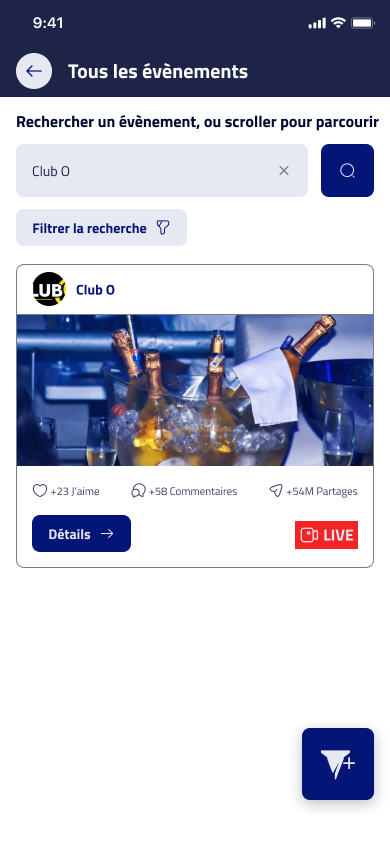 9:41
Tous les évènements
Rechercher un évènement, ou scroller pour parcourir
Club O
Filtrer la recherche
LUB
Club O
+23 J'aime
+58 Commentaires
+54M Partages
Détails
LIVE